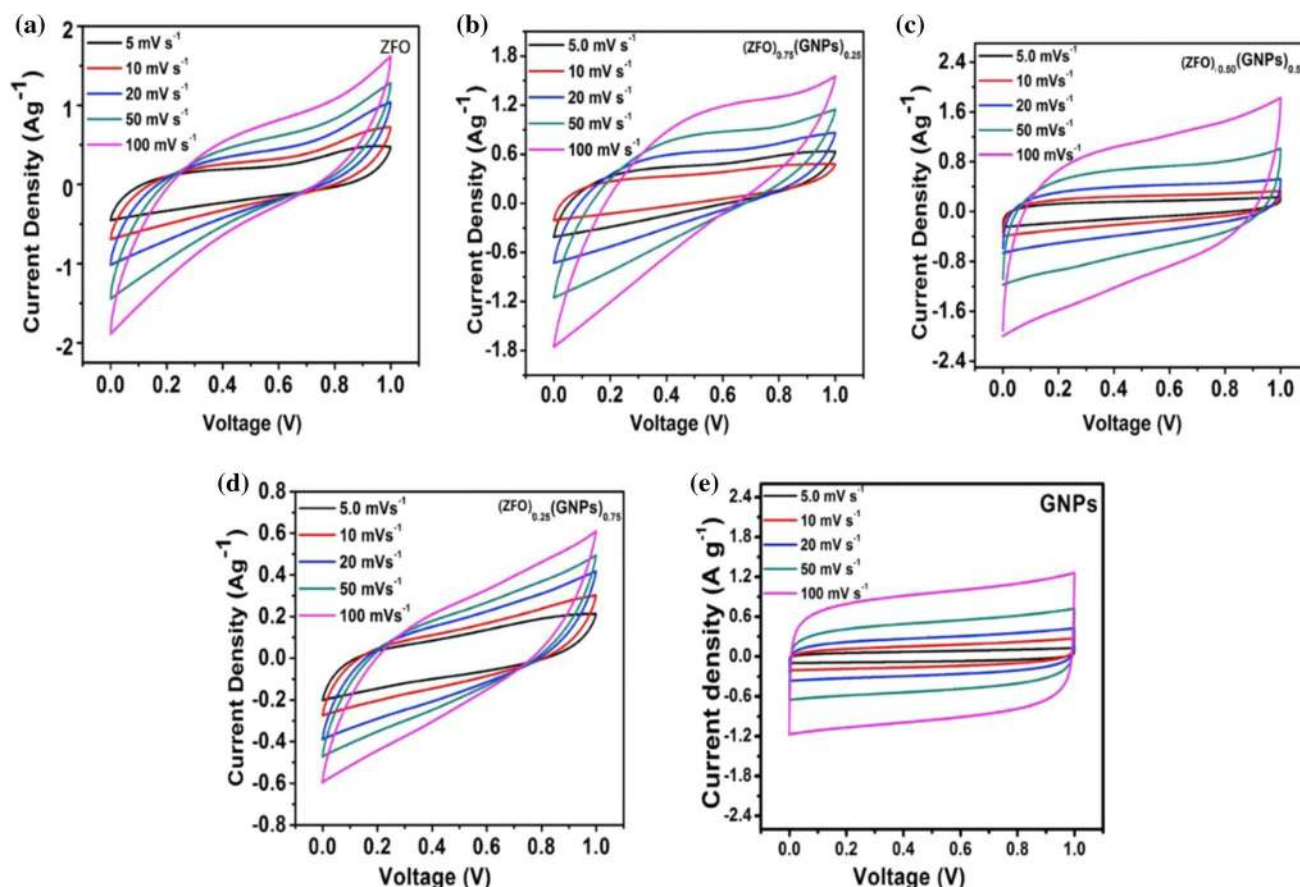 (a)
2
1
0
-1
-2
Current Density (Ag⁻¹)
5 mV s⁻¹
10 mV s⁻¹
20 mV s⁻¹
50 mV s⁻¹
100 mV s⁻¹
ZFO
0.0 0.2 0.4 0.6 0.8 1.0
Voltage (V)
(b)
1.8
1.2
0.6
0.0
-0.6
-1.2
-1.8
Current Density (Ag⁻¹)
5.0 mV s⁻¹
10 mV s⁻¹
20 mV s⁻¹
50 mV s⁻¹
100 mV s⁻¹
(ZFO)₀.₇₅(GNPs)₀.₂₅
0.0 0.2 0.4 0.6 0.8 1.0
Voltage (V)
(c)
2.4
1.6
0.8
0.0
-0.8
-1.6
-2.4
Current Density (Ag⁻¹)
5.0 mV s⁻¹
10 mV s⁻¹
20 mV s⁻¹
50 mV s⁻¹
100 mVs⁻¹
(ZFO)₀.₅₀(GNPs)₀.₅
0.0 0.2 0.4 0.6 0.8 1.0
Voltage (V)
(d)
0.8
0.6
0.4
0.2
0.0
-0.2
-0.4
-0.6
-0.8
Current Density (Ag⁻¹)
5.0 mVs⁻¹
10 mVs⁻¹
20 mVs⁻¹
50 mVs⁻¹
100 mVs⁻¹
(ZFO)₀.₂₅(GNPs)₀.₇₅
0.0 0.2 0.4 0.6 0.8 1.0
Voltage (V)
(e)
2.4
1.8
1.2
0.6
0.0
-0.6
-1.2
-1.8
-2.4
Current density (A g⁻¹)
5.0 mV s⁻¹
10 mV s⁻¹
20 mV s⁻¹
50 mV s⁻¹
100 mV s⁻¹
GNPs
0.0 0.2 0.4 0.6 0.8 1.0
Voltage (V)